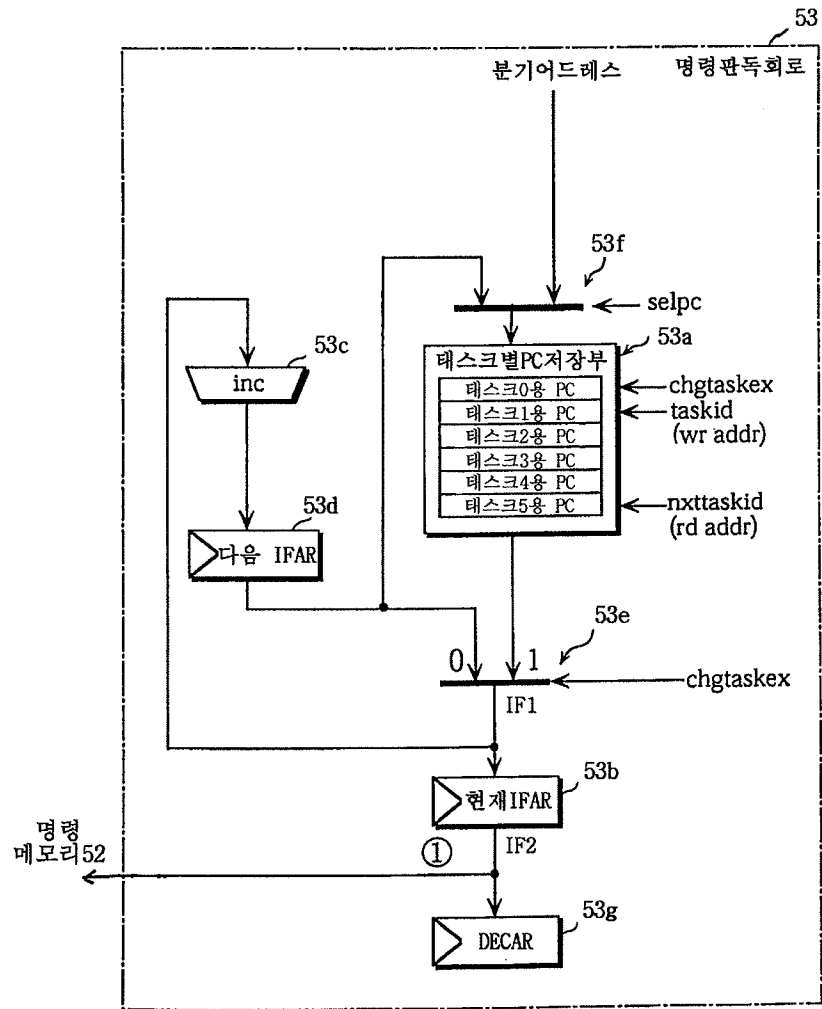 53
분기어드레스
명령판독회로
53f
selpc
53a
태스크별PC저장부
태스크0용 PC
태스크1용 PC
태스크2용 PC
태스크3용 PC
태스크4용 PC
태스크5용 PC
chgtaskex
taskid
(wr addr)
nxttaskid
(rd addr)
53c
inc
53d
다음 IFAR
53e
0
1
chgtaskex
IF1
53b
현재IFAR
명령
메모리52
①
IF2
53g
DECAR